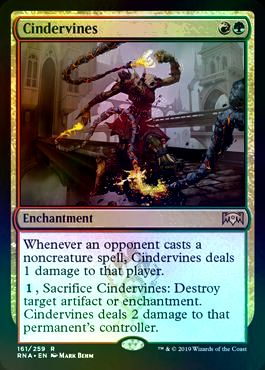 Cindervines
Enchantment
Whenever an opponent casts a
noncreature spell, Cindervines deals
1 damage to that player.
1 , Sacrifice Cindervines: Destroy
target artifact or enchantment.
Cindervines deals 2 damage to that
permanent's controller.
161/259 R
RNA • EN Mark Behm
™ & © 2019 Wizards of the Coast